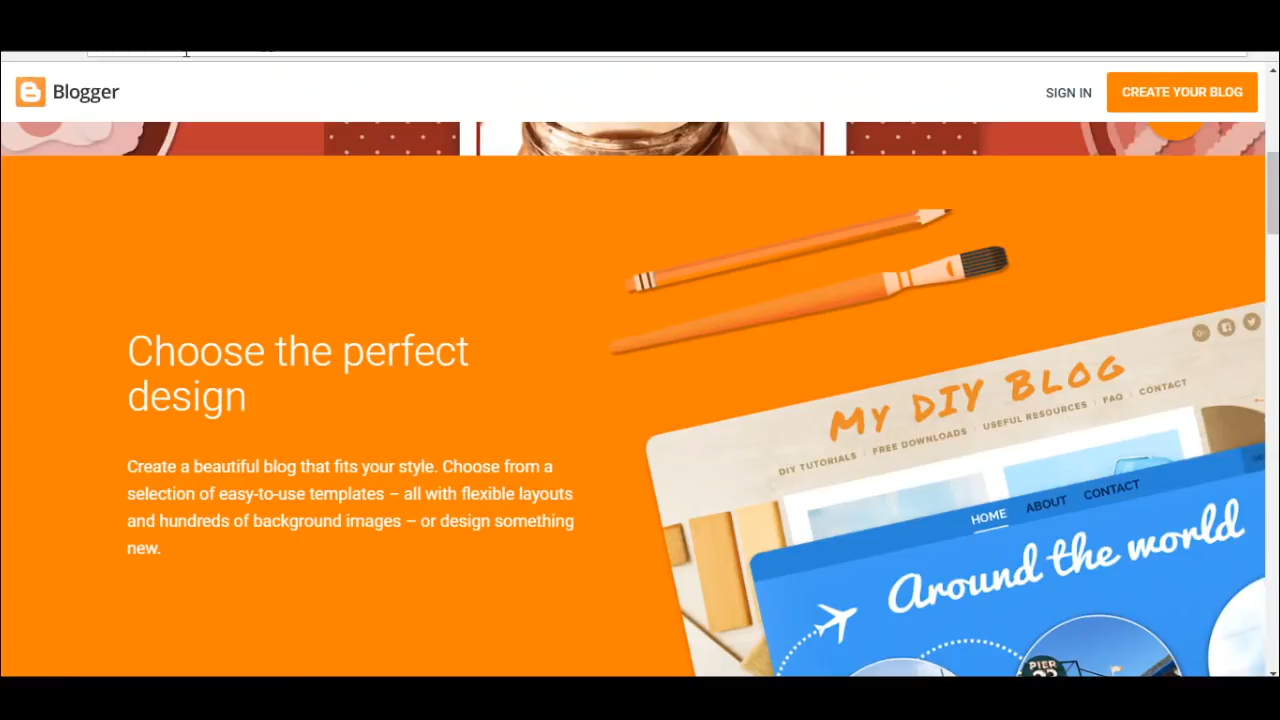 Blogger
SIGN IN
CREATE YOUR BLOG
Choose the perfect
design
Create a beautiful blog that fits your style. Choose from a
selection of easy-to-use templates – all with flexible layouts
and hundreds of background images – or design something
new.
MY DIY BLOG
DIY TUTORIALS FREE DOWNLOADS USEFUL RESOURCES FAQ CONTACT
HOME ABOUT CONTACT
Around the world
PIER